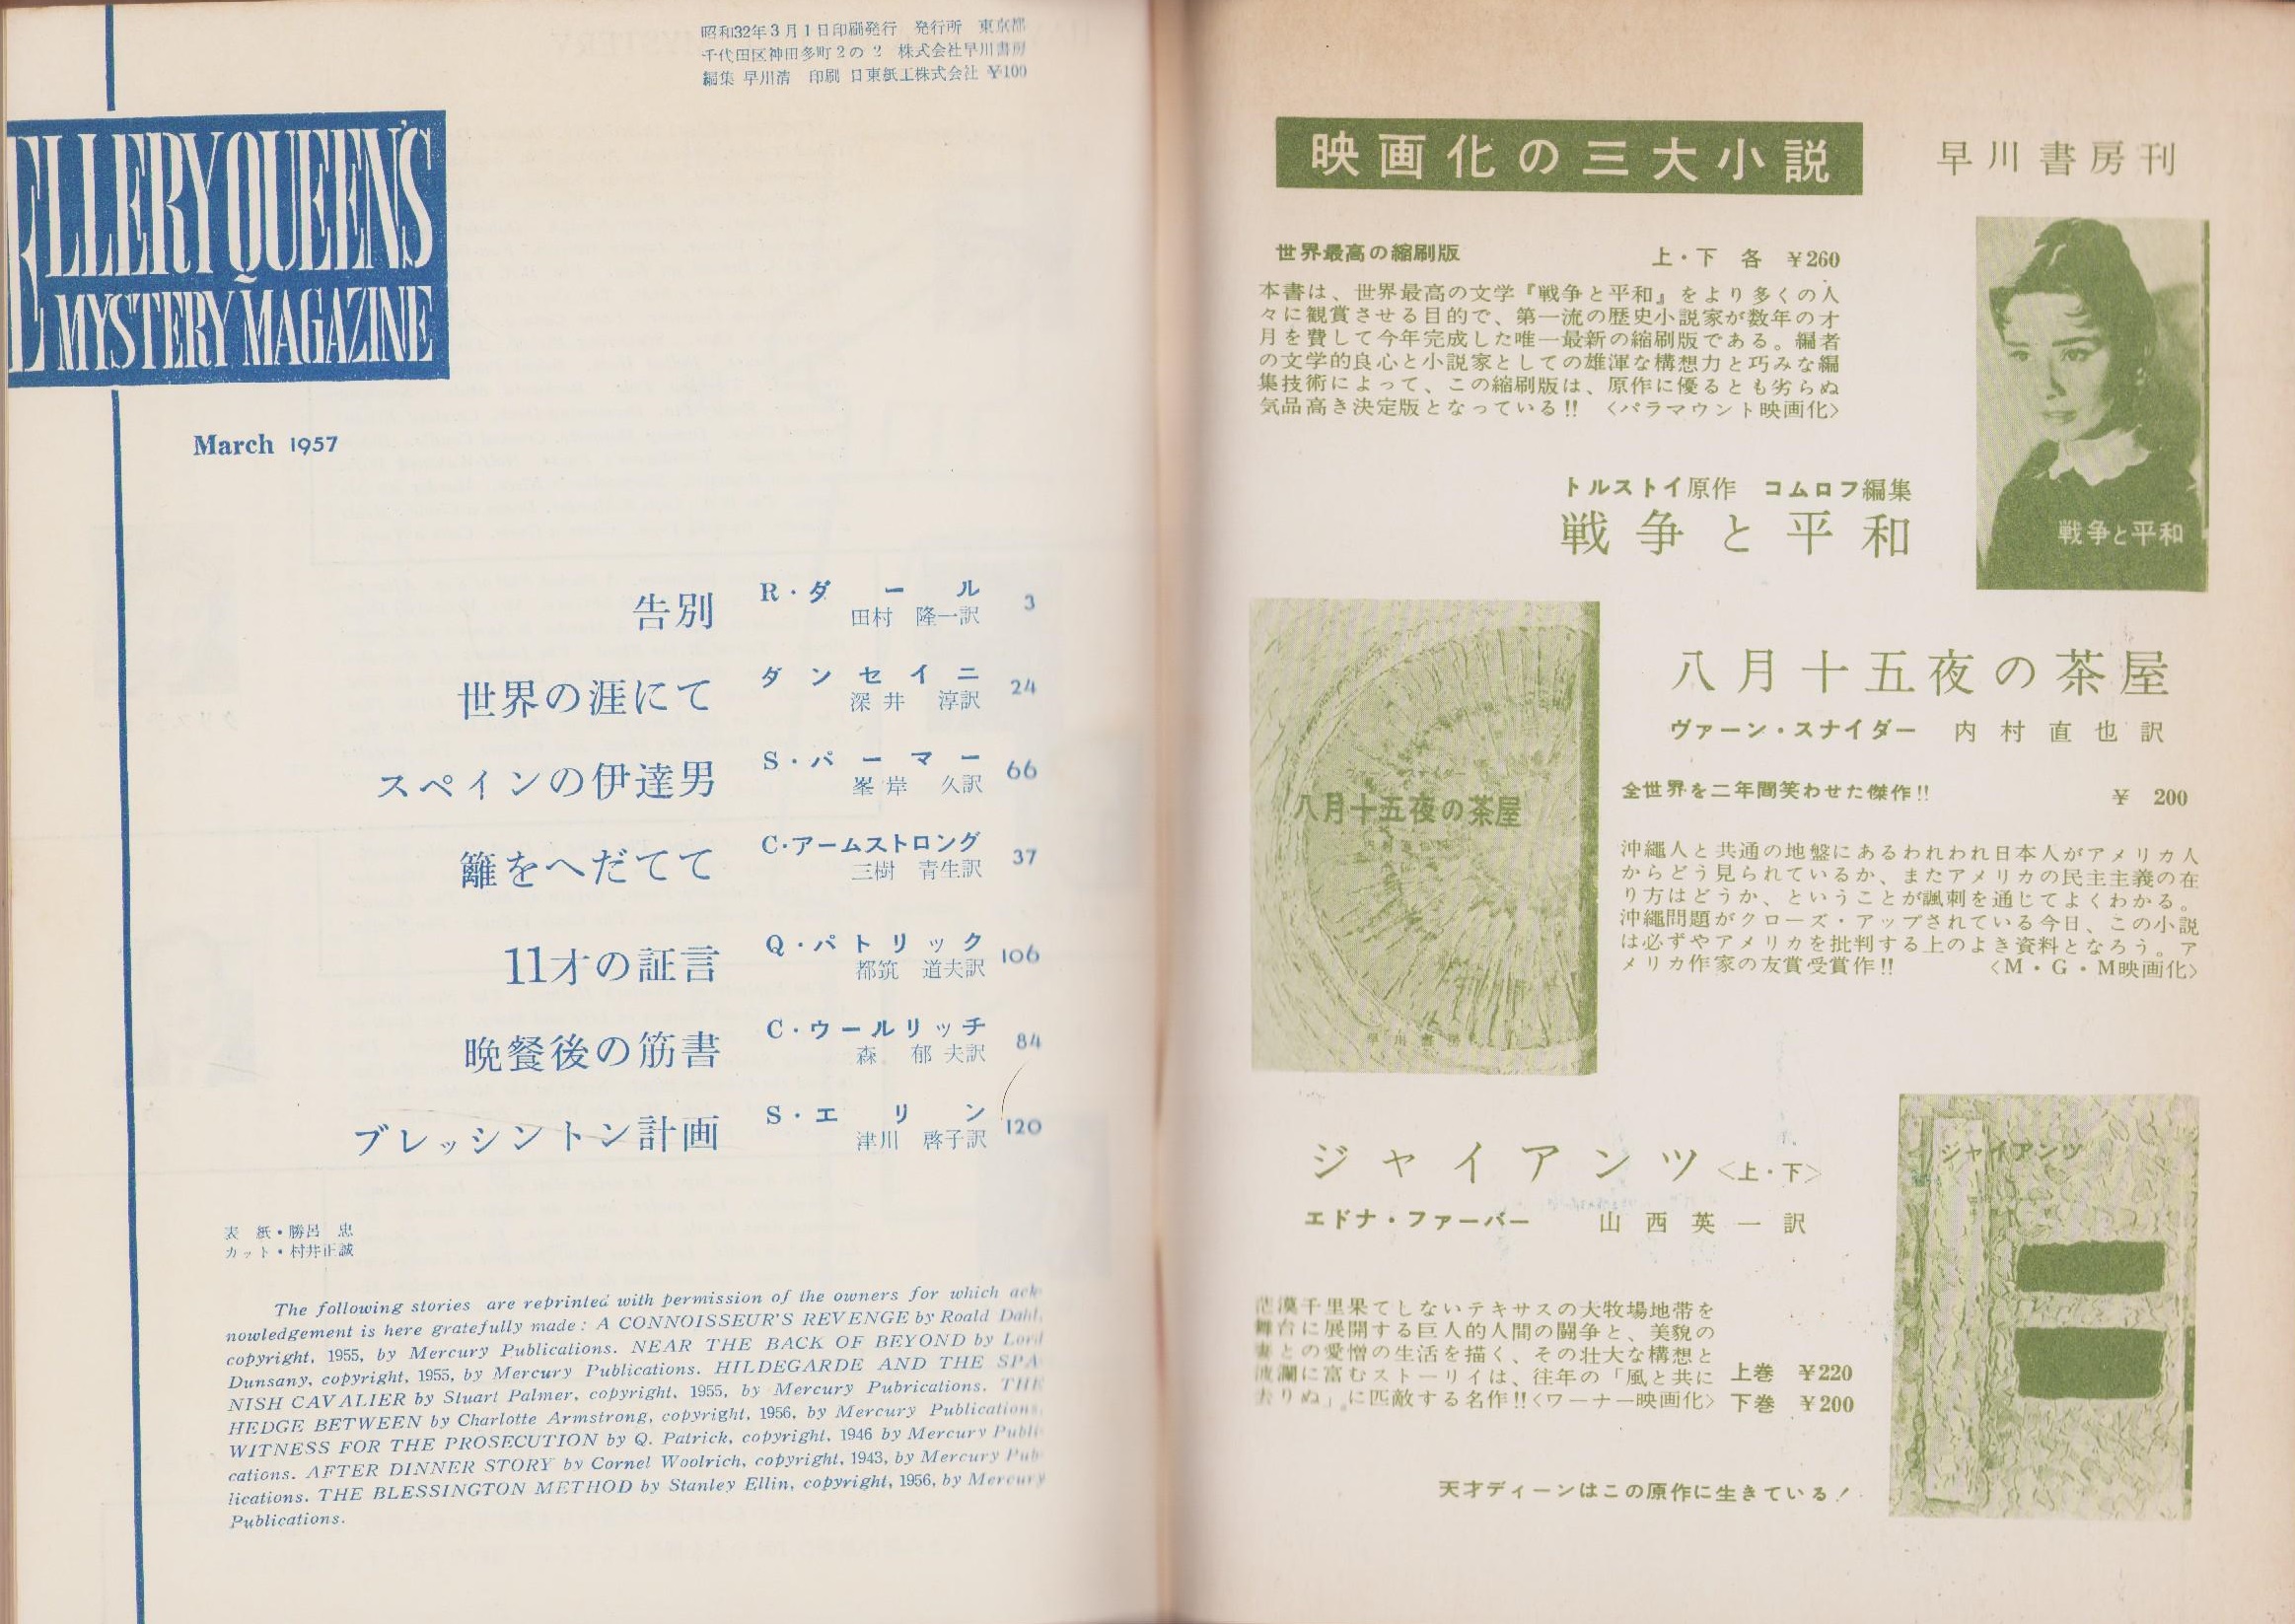 昭和32年3月1日印刷発行　発行所　東京都
千代田区神田多町2の2　株式会社早川書房
編集 早川清　印刷 日東紙工株式会社 ¥100
ELLERY QUEEN'S
MYSTERY MAGAZINE
March 1957
告別　R・ダール　3
田村　隆一訳
世界の涯にて　ダンセイニ　24
深井　淳訳
スペインの伊達男　S・パーマー　66
峯岸　久訳
籬をへだてて　C・アームストロング　37
三樹　青生訳
11才の証言　Q・パトリック　106
都筑　道夫訳
晩餐後の筋書　C・ウールリッチ　84
森　郁夫訳
ブレッシントン計画　S・エリン　120
津川　啓子訳
表　紙・勝呂　忠
カット・村井正誠
The following stories are reprinted with permission of the owners for which ack-
nowledgement is here gratefully made : A CONNOISSEUR'S REVENGE by Roald Dahl,
copyright, 1955, by Mercury Publications. NEAR THE BACK OF BEYOND by Lord
Dunsany, copyright, 1955, by Mercury Publications. HILDEGARDE AND THE SPA-
NISH CAVALIER by Stuart Palmer, copyright, 1955, by Mercury Pubrications. THE
HEDGE BETWEEN by Charlotte Armstrong, copyright, 1956, by Mercury Publications.
WITNESS FOR THE PROSECUTION by Q. Patrick, copyright, 1946 by Mercury Publi-
cations. AFTER DINNER STORY by Cornel Woolrich, copyright, 1943, by Mercury Pub-
lications. THE BLESSINGTON METHOD by Stanley Ellin, copyright, 1956, by Mercury
Publications.
映画化の三大小説　早川書房刊
世界最高の縮刷版　上・下 各 ¥260
本書は、世界最高の文学『戦争と平和』をより多くの人
々に観賞させる目的で、第一流の歴史小説家が数年の才
月を費して今年完成した唯一最新の縮刷版である。編者
の文学的良心と小説家としての雄渾な構想力と巧みな編
集技術によって、この縮刷版は、原作に優るとも劣らぬ
気品高き決定版となっている!!　〈パラマウント映画化〉
トルストイ原作　コムロフ編集
戦争と平和
戦争と平和
八月十五夜の茶屋
ヴァーン・スナイダー　内村直也訳
全世界を二年間笑わせた傑作!!　¥ 200
八月十五夜の茶屋
早川書房
沖縄人と共通の地盤にあるわれわれ日本人がアメリカ人
からどう見られているか、またアメリカの民主主義の在
り方はどうか、ということが諷刺を通じてよくわかる。
沖縄問題がクローズ・アップされている今日、この小説
は必ずやアメリカを批判する上のよき資料となろう。ア
メリカ作家の友賞受賞作!!　〈M・G・M映画化〉
ジャイアンツ〈上・下〉
エドナ・ファーバー　山西英一訳
ジャイアンツ
茫漠千里果てしないテキサスの大牧場地帯を
舞台に展開する巨人的人間の闘争と、美貌の
妻との愛憎の生活を描く、その壮大な構想と
波瀾に富むストーリイは、往年の「風と共に
去りぬ」に匹敵する名作!!〈ワーナー映画化〉
上巻　¥220
下巻　¥200
天才ディーンはこの原作に生きている！